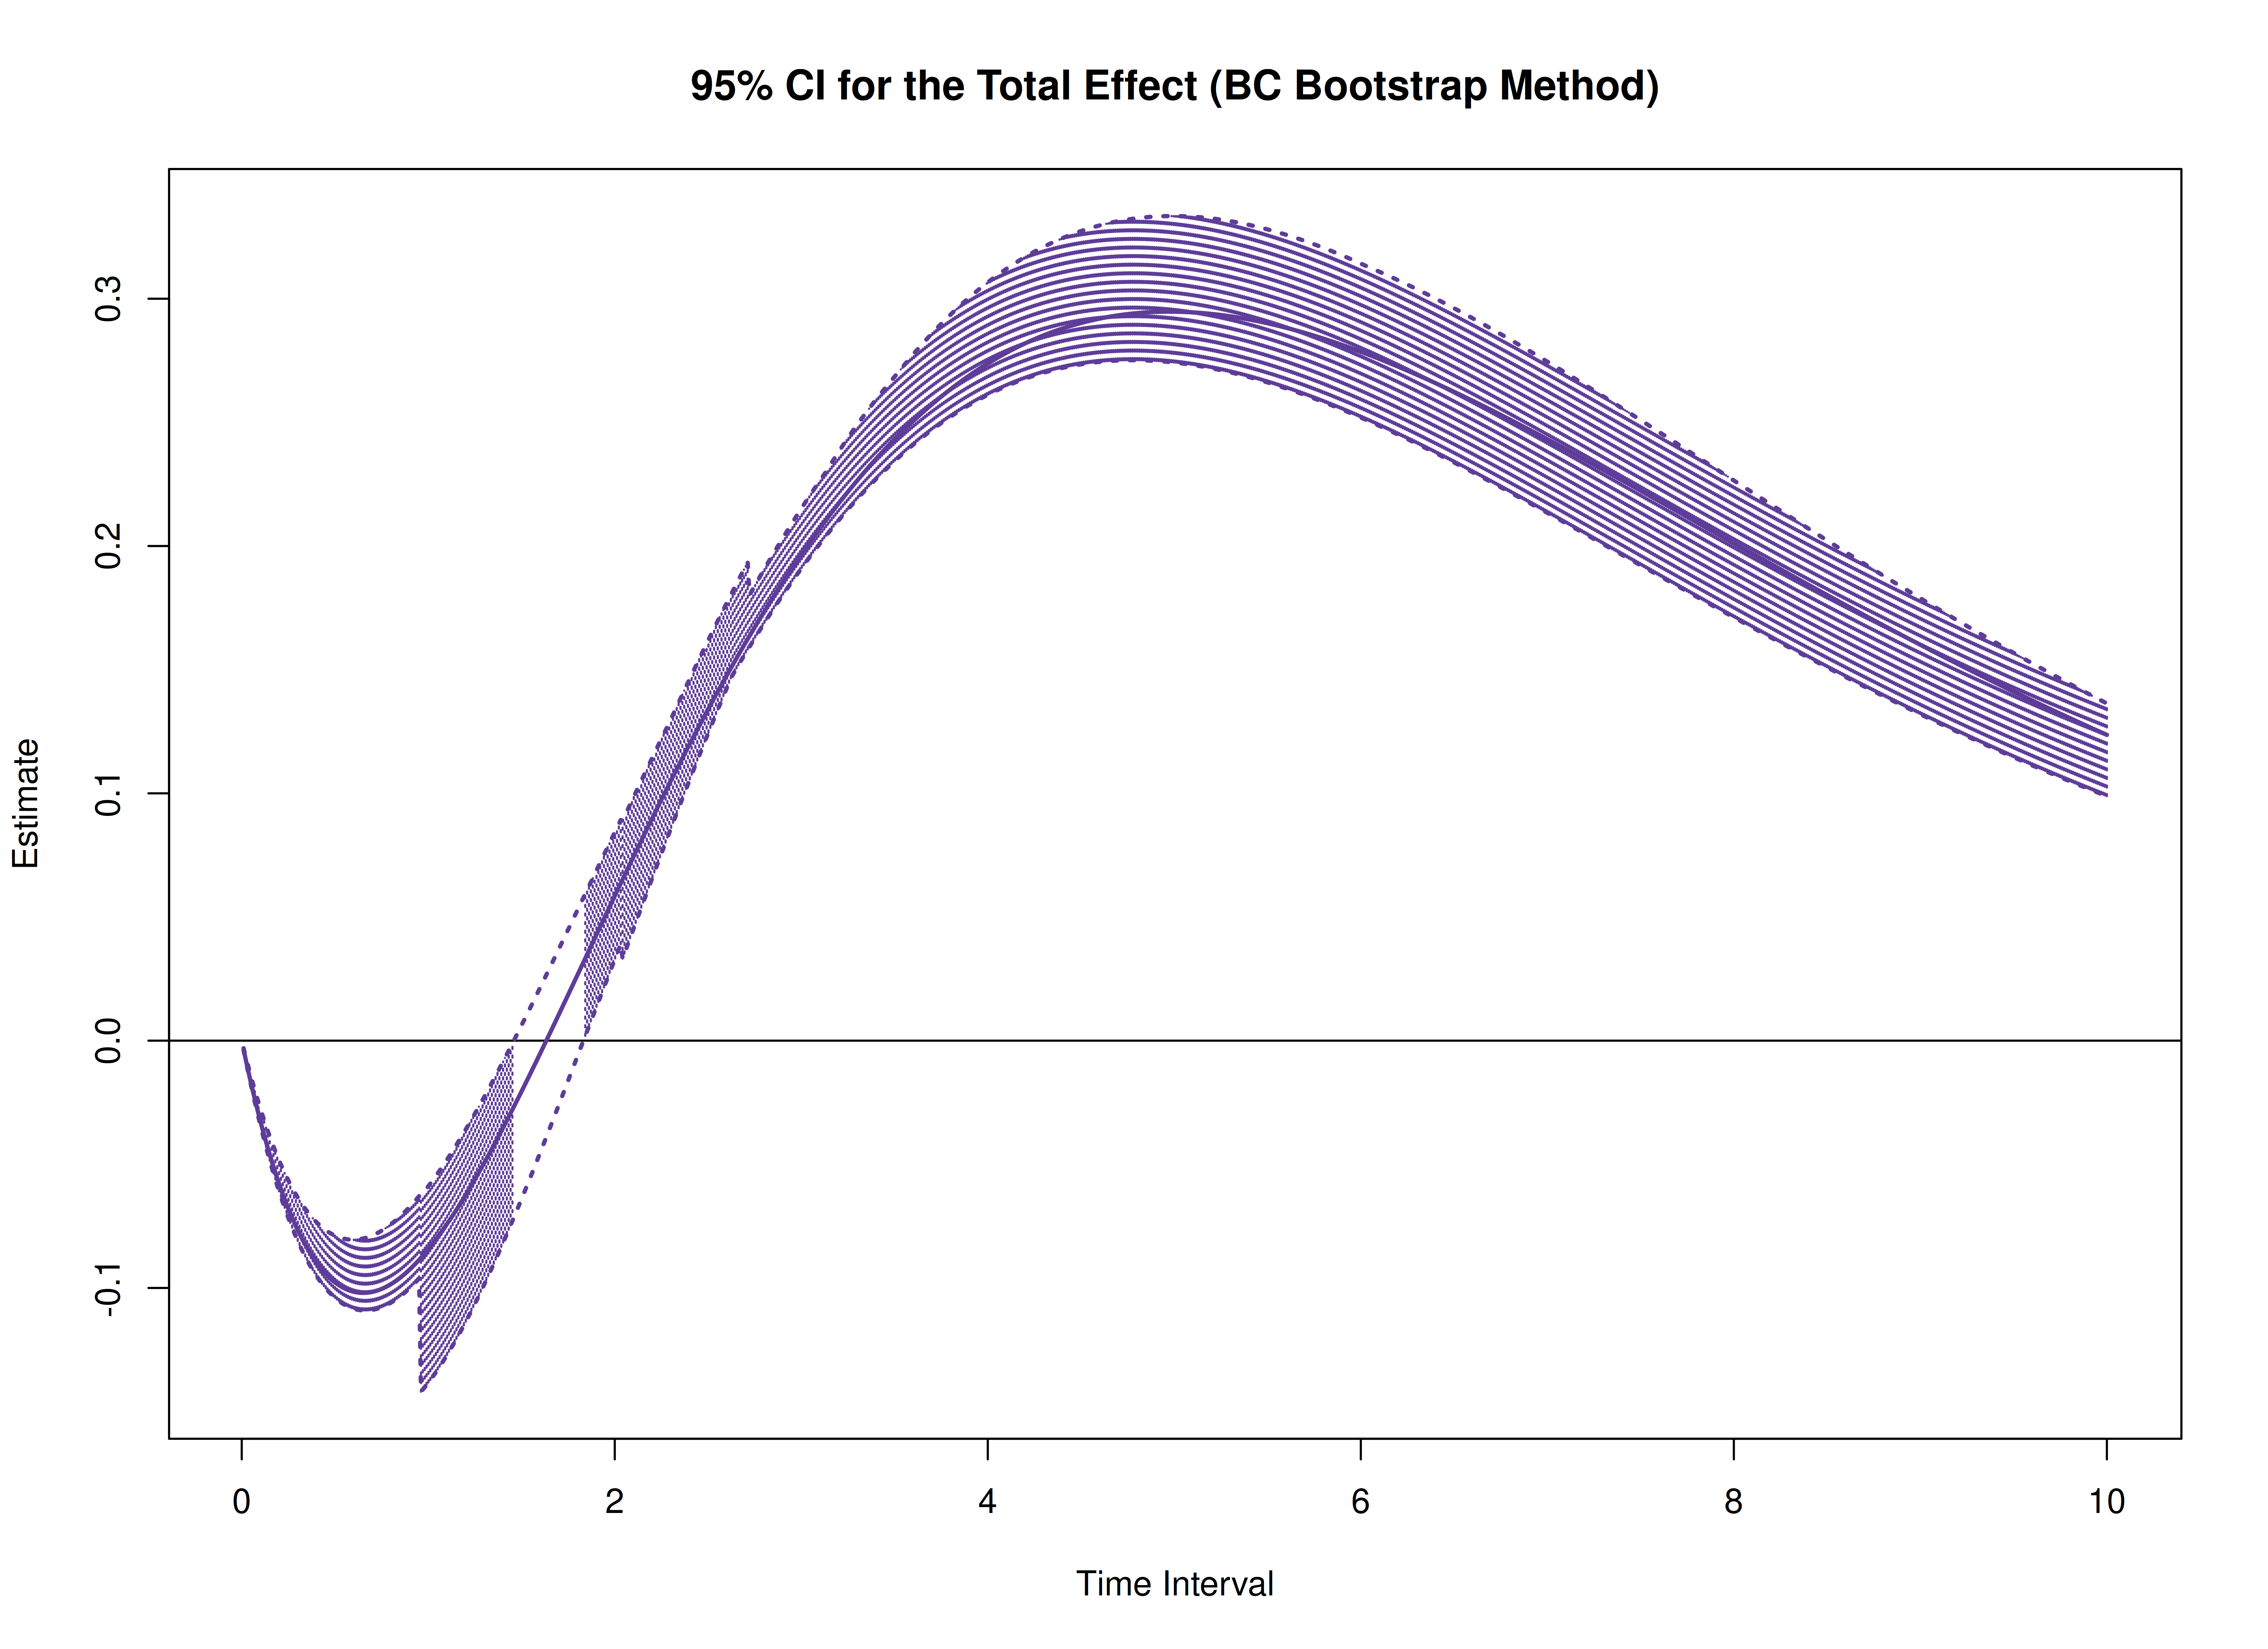 95% CI for the Total Effect (BC Bootstrap Method)
Estimate
0.3
0.2
0.1
0.0
-0.1
0 2 4 6 8 10
Time Interval